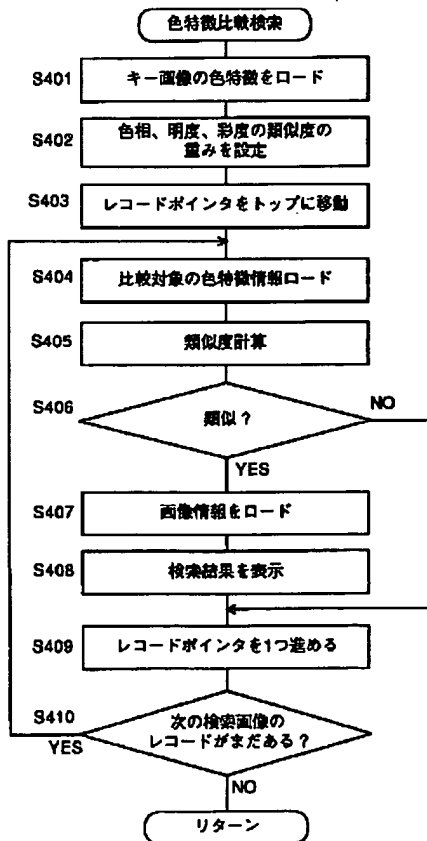 色特徴比較検索
S401
キー画像の色特徴をロード
S402
色相、明度、彩度の類似度の
重みを設定
S403
レコードポインタをトップに移動
S404
比較対象の色特徴情報ロード
S405
類似度計算
S406
類似？
NO
YES
S407
画像情報をロード
S408
検索結果を表示
S409
レコードポインタを1つ進める
S410
次の検索画像の
レコードがまだある？
YES
NO
リターン